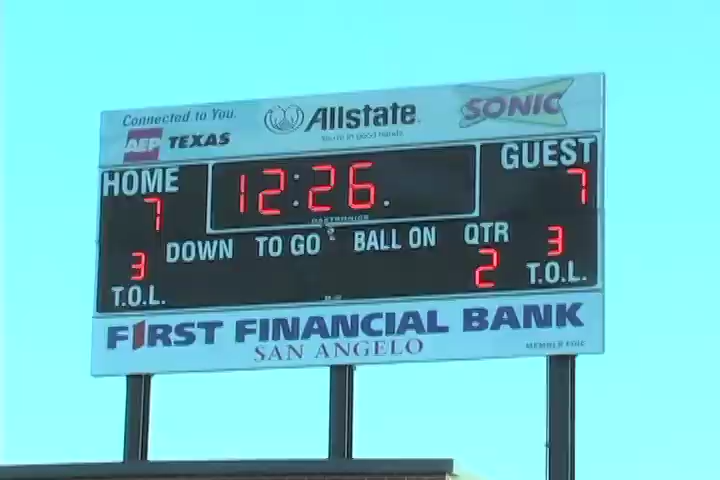 Connected to You.
AEP TEXAS
Allstate
You're in good hands.
SONIC
HOME
GUEST
12:26.
7
7
DAKTRONICS
DOWN TO GO BALL ON QTR
3
2
3
T.O.L.
T.O.L.
FIRST FINANCIAL BANK
SAN ANGELO
MEMBER FDIC